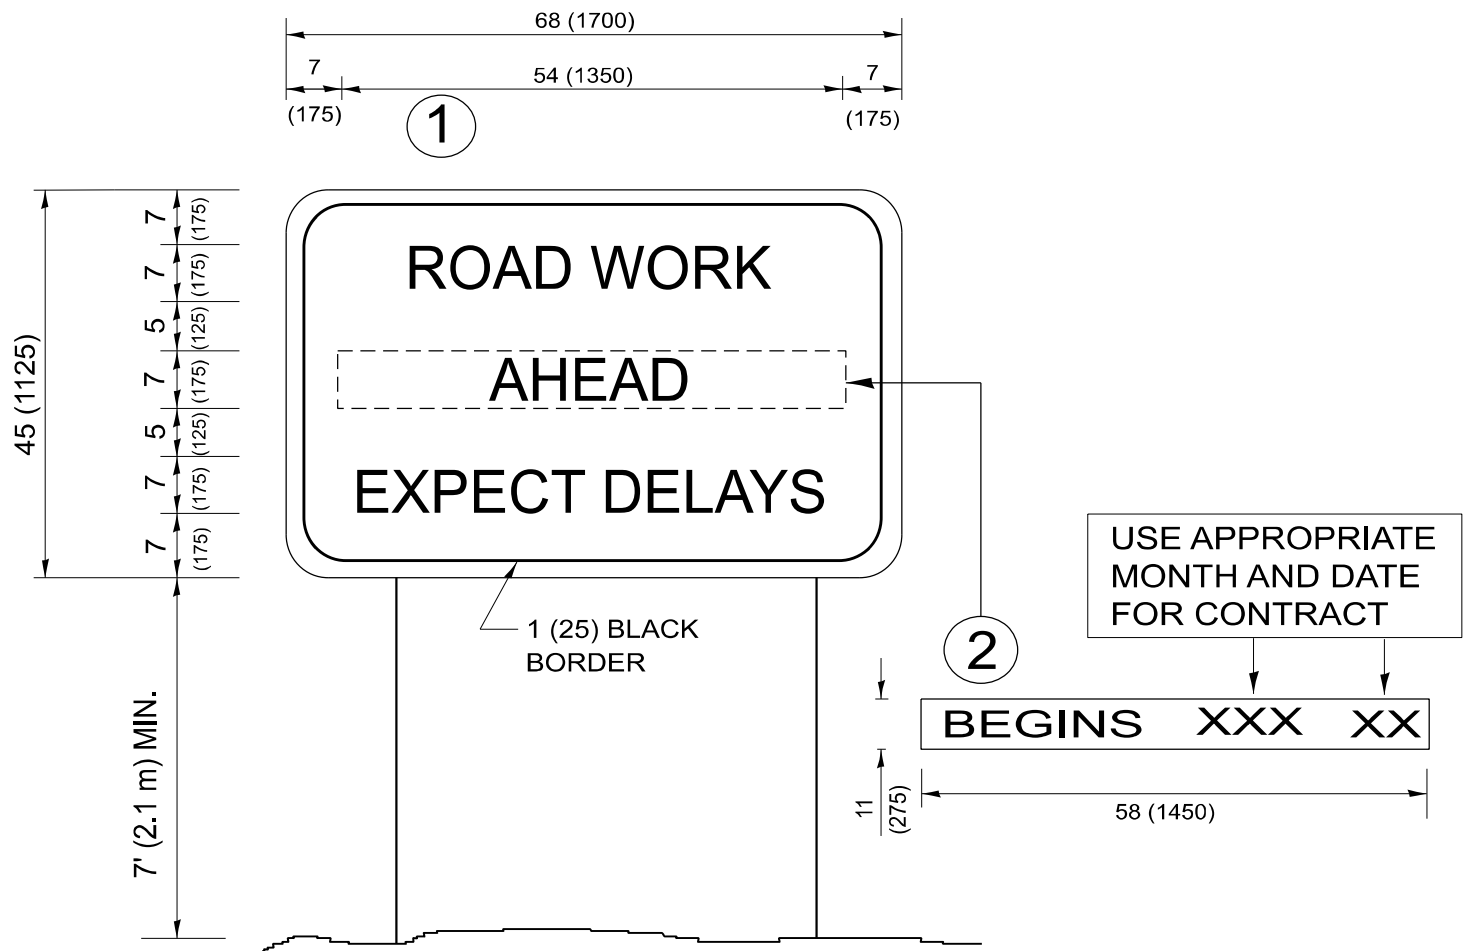 68 (1700)
7
54 (1350)
7
(175)
(175)
1
7
(175)
7
(175)
5
(125)
7
(175)
5
(125)
7
(175)
7
(175)
45 (1125)
ROAD WORK
AHEAD
EXPECT DELAYS
1 (25) BLACK
BORDER
7' (2.1 m) MIN.
2
USE APPROPRIATE
MONTH AND DATE
FOR CONTRACT
BEGINS XXX XX
11
(275)
58 (1450)